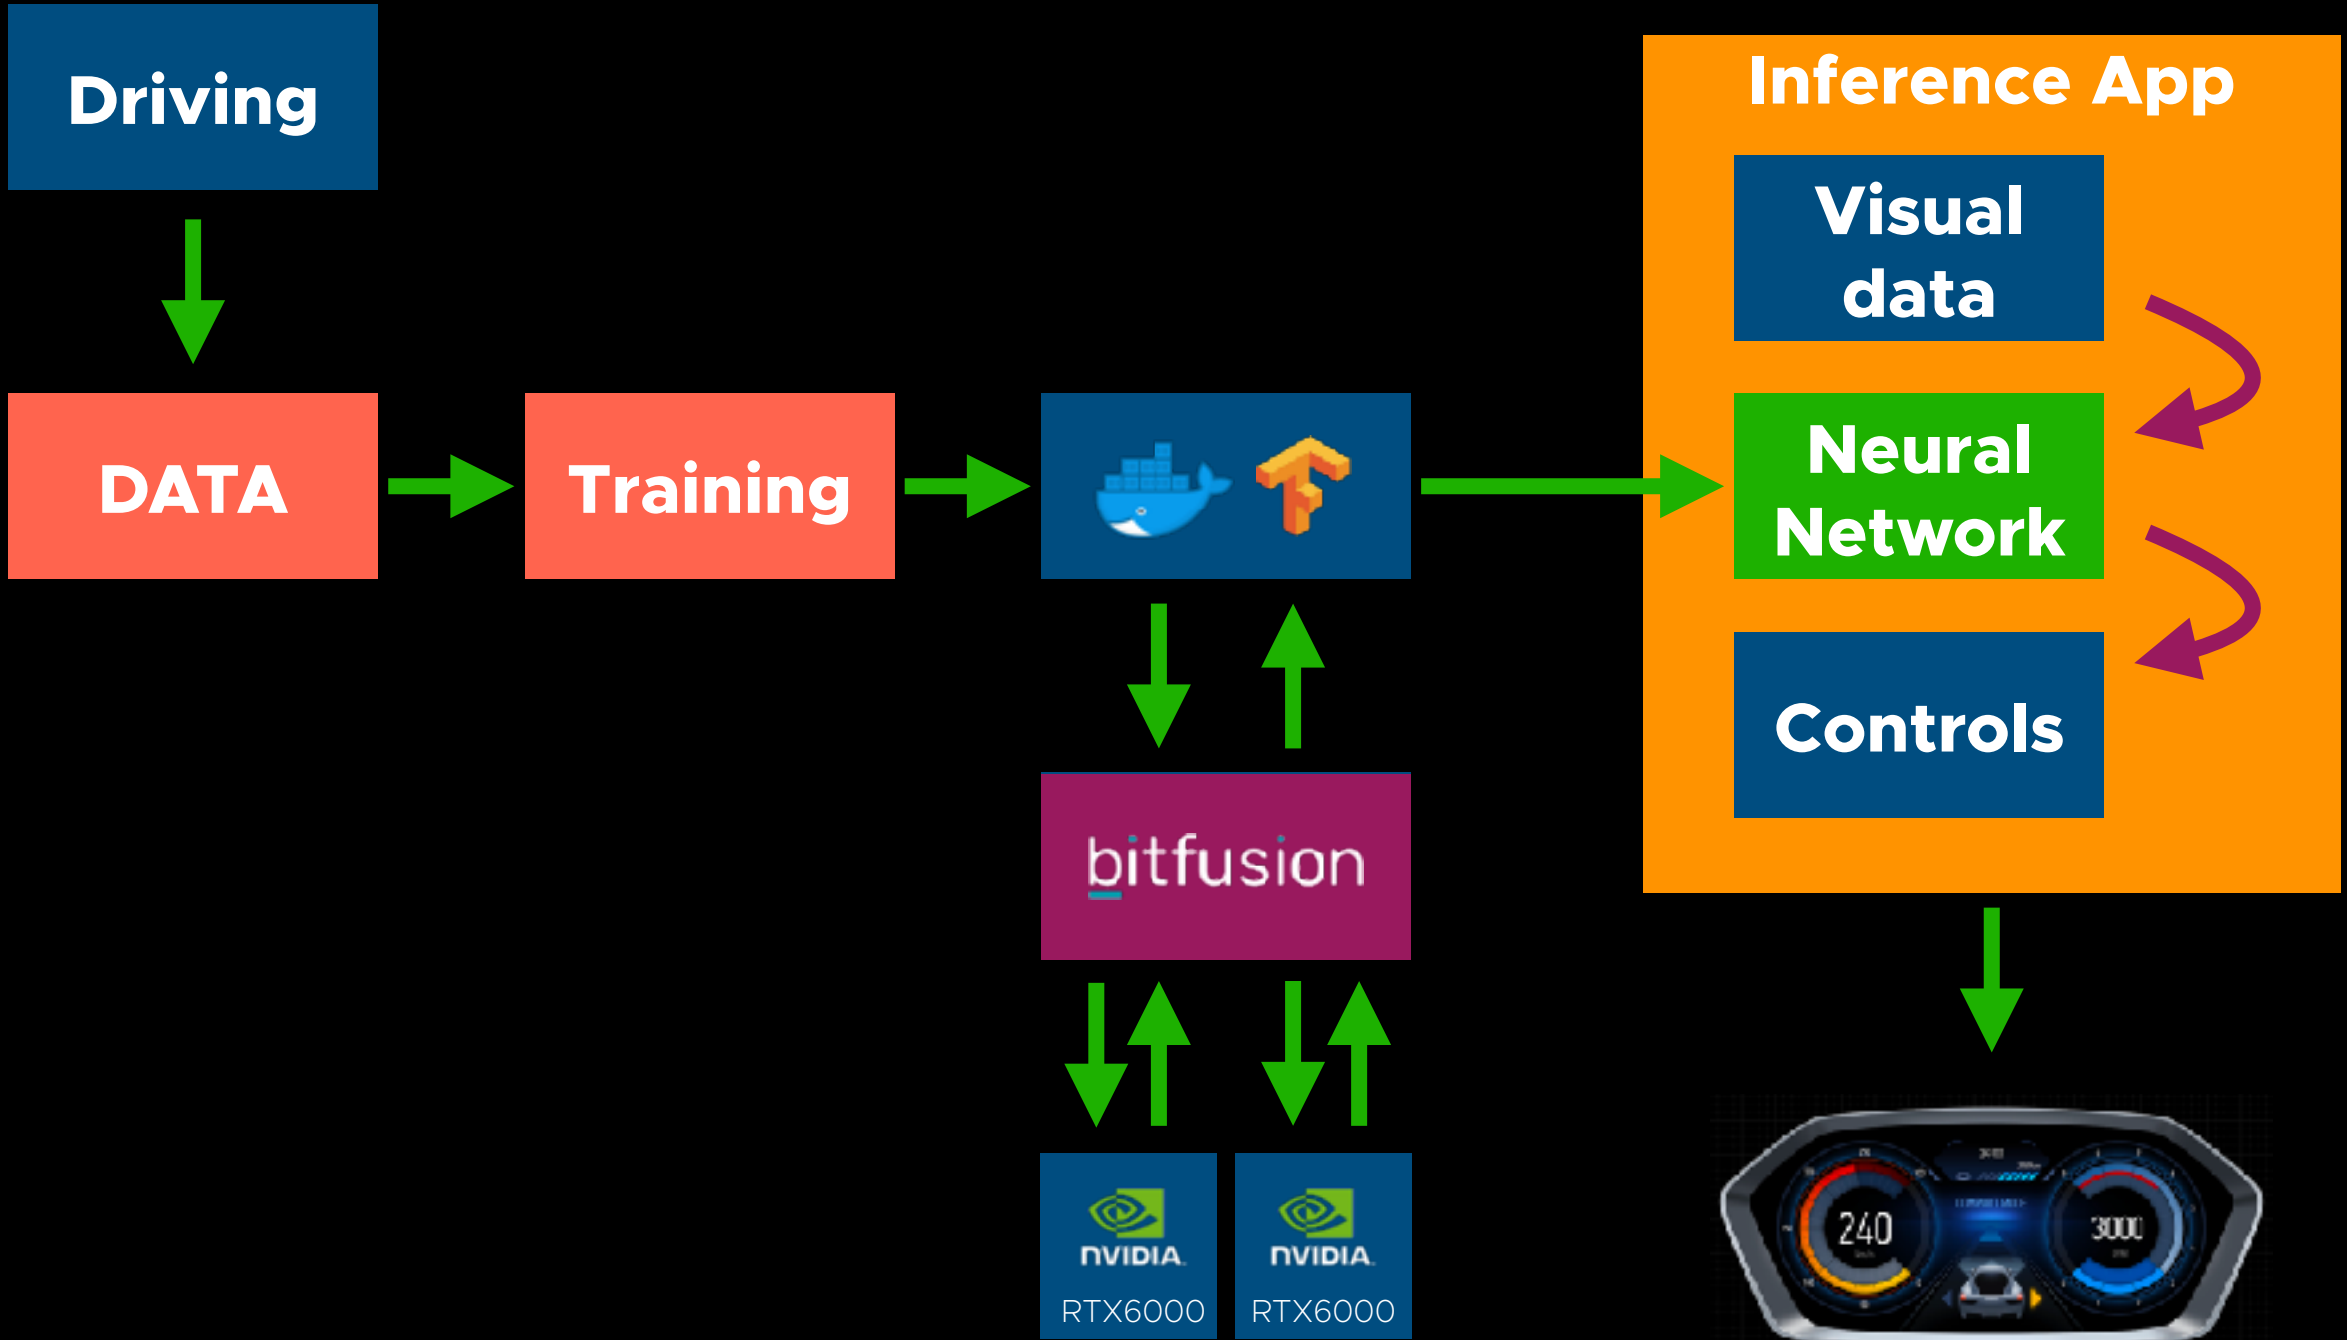 Driving
DATA
Training
bitfusion
NVIDIA.
RTX6000
NVIDIA.
RTX6000
Inference App
Visual
data
Neural
Network
Controls
240
3000